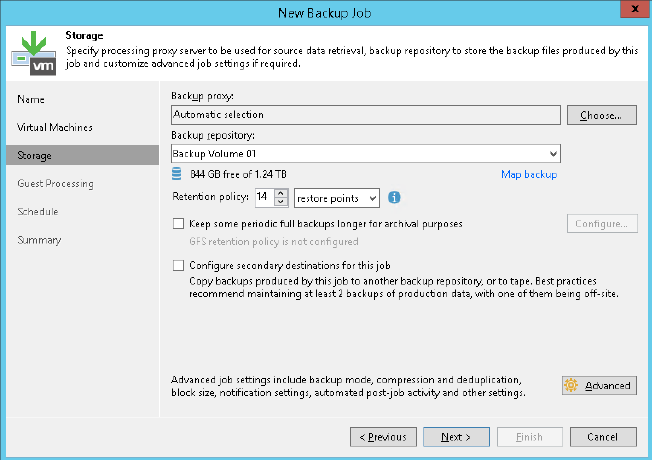 New Backup Job
x
Storage
Specify processing proxy server to be used for source data retrieval, backup repository to store the backup files produced by this
job and customize advanced job settings if required.
vm
Name
Virtual Machines
Storage
Guest Processing
Schedule
Summary
Backup proxy:
Automatic selection
Choose...
Backup repository:
Backup Volume 01
844 GB free of 1.24 TB
Map backup
Retention policy: 14 restore points i
Keep some periodic full backups longer for archival purposes
Configure...
GFS retention policy is not configured
Configure secondary destinations for this job
Copy backups produced by this job to another backup repository, or to tape. Best practices
recommend maintaining at least 2 backups of production data, with one of them being off-site.
Advanced job settings include backup mode, compression and deduplication,
block size, notification settings, automated post-job activity and other settings.
Advanced
< Previous
Next >
Finish
Cancel